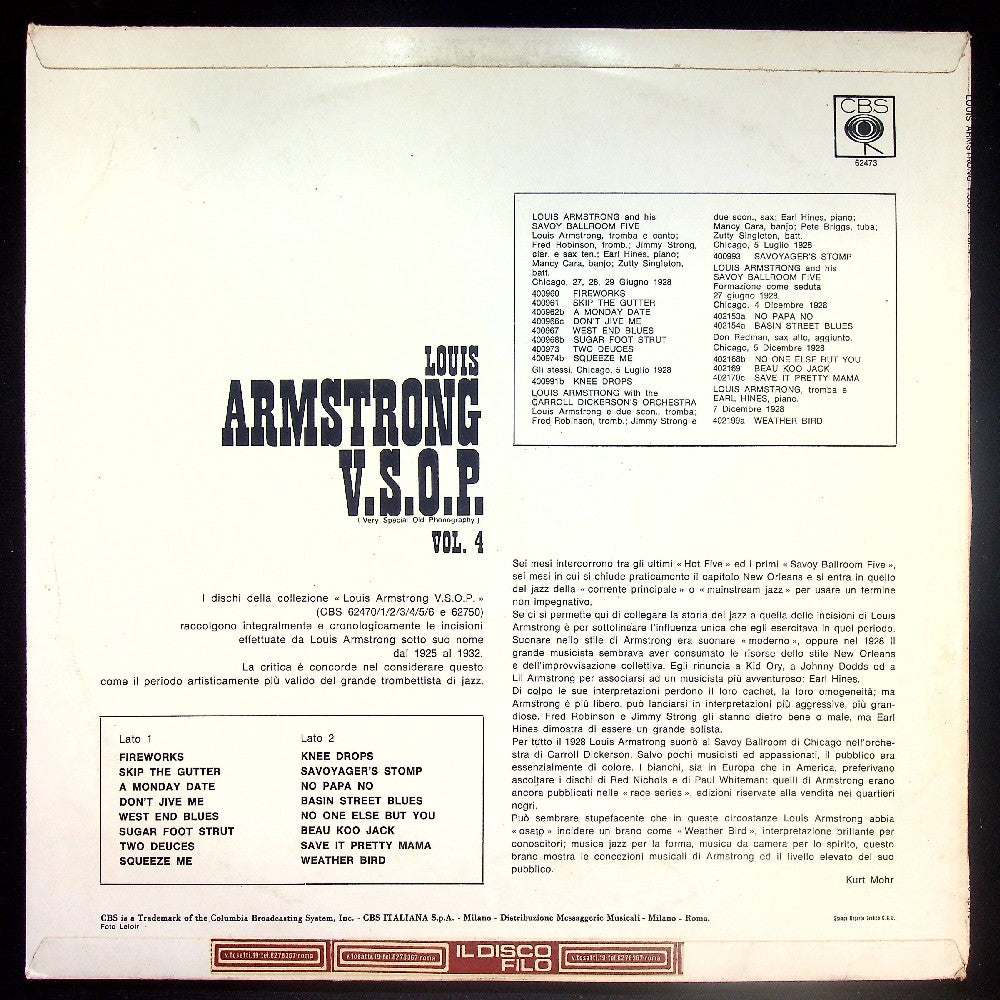 CBS
62473
LOUIS ARMSTRONG and his
SAVOY BALLROOM FIVE
Louis Armstrong, tromba e canto;
Fred Robinson, tromb.; Jimmy Strong,
clar. e sax ten.; Earl Hines, piano;
Mancy Cara, banjo; Zutty Singleton,
batt.
Chicago, 27, 28, 29 Giugno 1928
400960 FIREWORKS
400961 SKIP THE GUTTER
400962b A MONDAY DATE
400966c DON'T JIVE ME
400967 WEST END BLUES
400968b SUGAR FOOT STRUT
400973 TWO DEUCES
400974b SQUEEZE ME
Gli stessi. Chicago, 5 Luglio 1928
400991b KNEE DROPS
LOUIS ARMSTRONG with the
CARROLL DICKERSON'S ORCHESTRA
Louis Armstrong e due scon., tromba;
Fred Robinson, tromb.; Jimmy Strong e
due scon., sax; Earl Hines, piano;
Mancy Cara, banjo; Pete Briggs, tuba;
Zutty Singleton, batt.
Chicago, 5 Luglio 1928
400993 SAVOYAGER'S STOMP
LOUIS ARMSTRONG and his
SAVOY BALLROOM FIVE
Formazione come seduta
27 giugno 1928.
Chicago, 4 Dicembre 1928
402153a NO PAPA NO
402154a BASIN STREET BLUES
Don Redman, sax alto, aggiunto.
Chicago, 5 Dicembre 1928
402168b NO ONE ELSE BUT YOU
402169 BEAU KOO JACK
402170c SAVE IT PRETTY MAMA
LOUIS ARMSTRONG, tromba e
EARL HINES, piano.
7 Dicembre 1928
402199a WEATHER BIRD
LOUIS
ARMSTRONG
V.S.O.P.
(Very Special Old Phonography)
VOL. 4
I dischi della collezione « Louis Armstrong V.S.O.P. »
(CBS 62470/1/2/3/4/5/6 e 62750)
raccolgono integralmente e cronologicamente le incisioni
effettuate da Louis Armstrong sotto suo nome
dal 1925 al 1932.
La critica è concorde nel considerare questo
come il periodo artisticamente più valido del grande trombettista di jazz.
Lato 1
FIREWORKS
SKIP THE GUTTER
A MONDAY DATE
DON'T JIVE ME
WEST END BLUES
SUGAR FOOT STRUT
TWO DEUCES
SQUEEZE ME
Lato 2
KNEE DROPS
SAVOYAGER'S STOMP
NO PAPA NO
BASIN STREET BLUES
NO ONE ELSE BUT YOU
BEAU KOO JACK
SAVE IT PRETTY MAMA
WEATHER BIRD
Sei mesi intercorrono tra gli ultimi « Hot Five » ed i primi « Savoy Ballroom Five »,
sei mesi in cui si chiude praticamente il capitolo New Orleans e si entra in quello
del jazz della « corrente principale » o « mainstream jazz » per usare un termine
non impegnativo.
Se ci si permette qui di collegare la storia del jazz a quella delle incisioni di Louis
Armstrong è per sottolineare l'influenza unica che egli esercitava in quel periodo.
Suonare nello stile di Armstrong era suonare « moderno », oppure nel 1928 il
grande musicista sembrava aver consumato le risorse dello stile New Orleans
e dell'improvvisazione collettiva. Egli rinuncia a Kid Ory, a Johnny Dodds ed a
Lil Armstrong per associarsi ad un musicista più avventuroso: Earl Hines.
Di colpo le sue interpretazioni perdono il loro cachet, la loro omogeneità; ma
Armstrong è più libero, può lanciarsi in interpretazioni più aggressive, più gran-
diose. Fred Robinson e Jimmy Strong gli stanno dietro bene o male, ma Earl
Hines dimostra di essere un grande solista.
Per tutto il 1928 Louis Armstrong suonò al Savoy Ballroom di Chicago nell'orche-
stra di Carroll Dickerson. Salvo pochi musicisti ed appassionati, il pubblico era
essenzialmente di colore. I bianchi, sia in Europa che in America, preferivano
ascoltare i dischi di Red Nichols e di Paul Whiteman: quelli di Armstrong erano
ancora pubblicati nelle « race series », edizioni riservate alla vendita nei quartieri
negri.
Può sembrare stupefacente che in queste circostanze Louis Armstrong abbia
« osato » incidere un brano come « Weather Bird », interpretazione brillante per
conoscitori; musica jazz per la forma, musica da camera per lo spirito, questo
brano mostra le concezioni musicali di Armstrong ed il livello elevato del suo
pubblico.
Kurt Mohr
CBS is a Trademark of the Columbia Broadcasting System, Inc. - CBS ITALIANA S.p.A. - Milano - Distribuzione Messaggerie Musicali - Milano - Roma.
Foto Leloir
IL DISCO
FILO